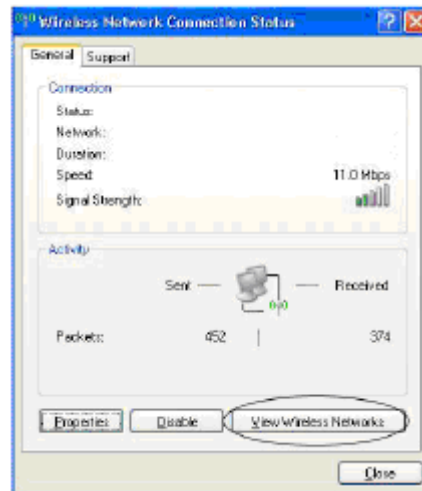 Wireless Network Connection Status
General Support
Connection
Status:
Network:
Duration:
Speed: 11.0 Mbps
Signal Strength:
Activity
Sent — — Received
Packets: 452 | 374
Properties Disable View Wireless Networks
Close